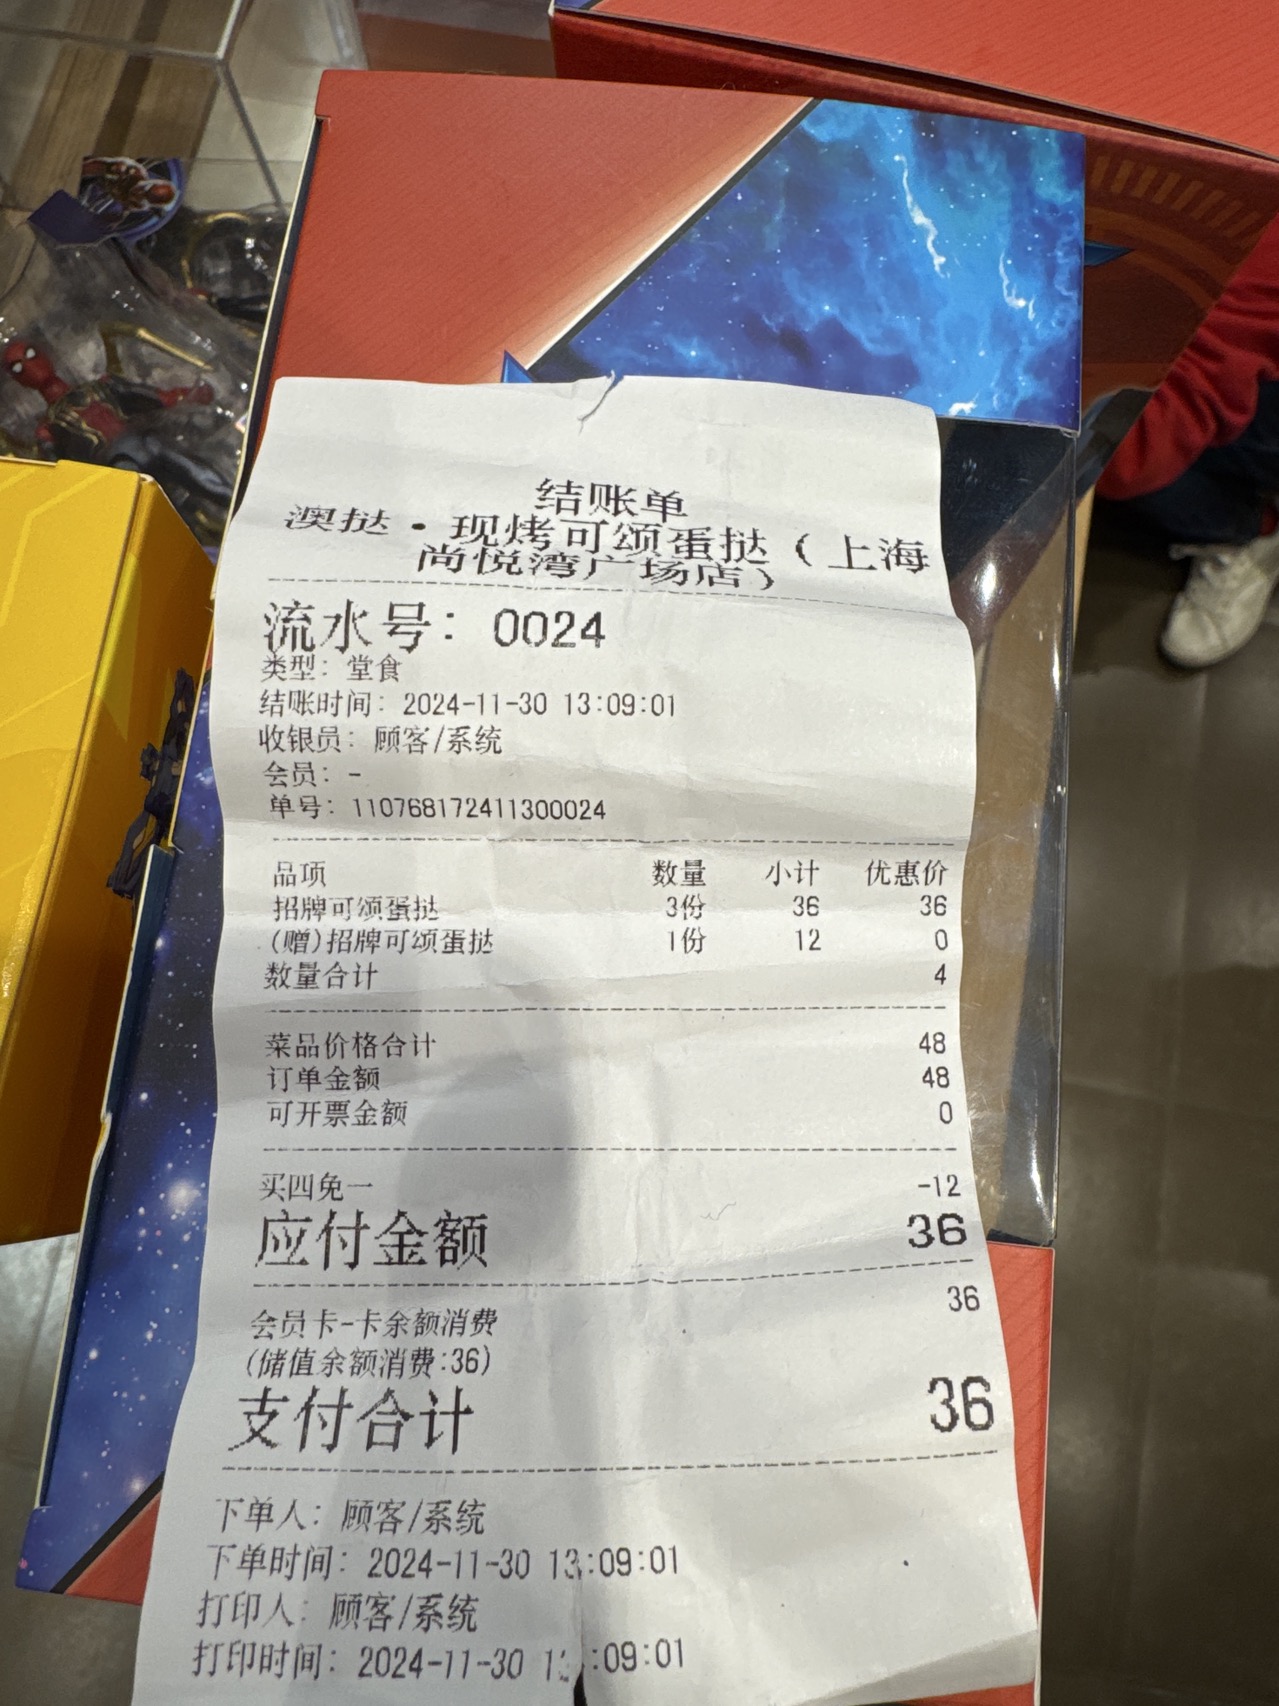 结账单
澳挞·现烤可颂蛋挞（上海
尚悦湾广场店）
流水号：0024
类型：堂食
结账时间：2024-11-30 13:09:01
收银员：顾客/系统
会员：-
单号：110768172411300024
品项 数量 小计 优惠价
招牌可颂蛋挞 3份 36 36
(赠)招牌可颂蛋挞 1份 12 0
数量合计 4
菜品价格合计 48
订单金额 48
可开票金额 0
买四免一 -12
应付金额 36
会员卡-卡余额消费 36
(储值余额消费:36)
支付合计 36
下单人：顾客/系统
下单时间：2024-11-30 13:09:01
打印人：顾客/系统
打印时间：2024-11-30 1:09:01